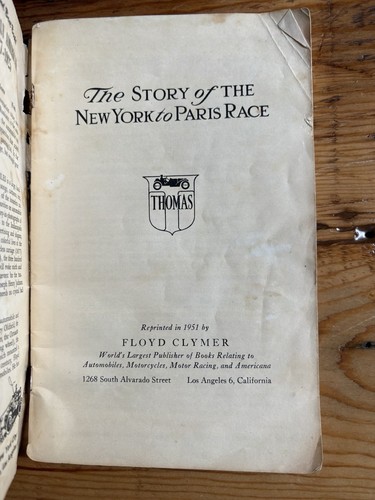 The STORY of THE
NEW YORK to PARIS RACE
THOMAS
Reprinted in 1951 by
FLOYD CLYMER
World's Largest Publisher of Books Relating to
Automobiles, Motorcycles, Motor Racing, and Americana
1268 South Alvarado Street Los Angeles 6, California